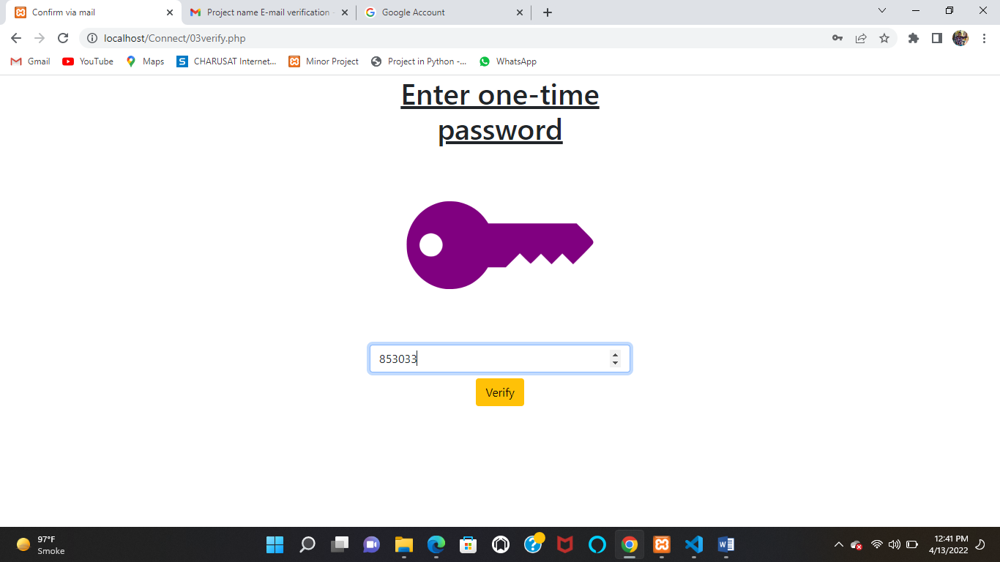 Confirm via mail
Project name E-mail verification
Google Account
localhost/Connect/03verify.php
Gmail
YouTube
Maps
CHARUSAT Internet...
Minor Project
Project in Python -...
WhatsApp
Enter one-time
password
853033
Verify
97°F
Smoke
12:41 PM
4/13/2022